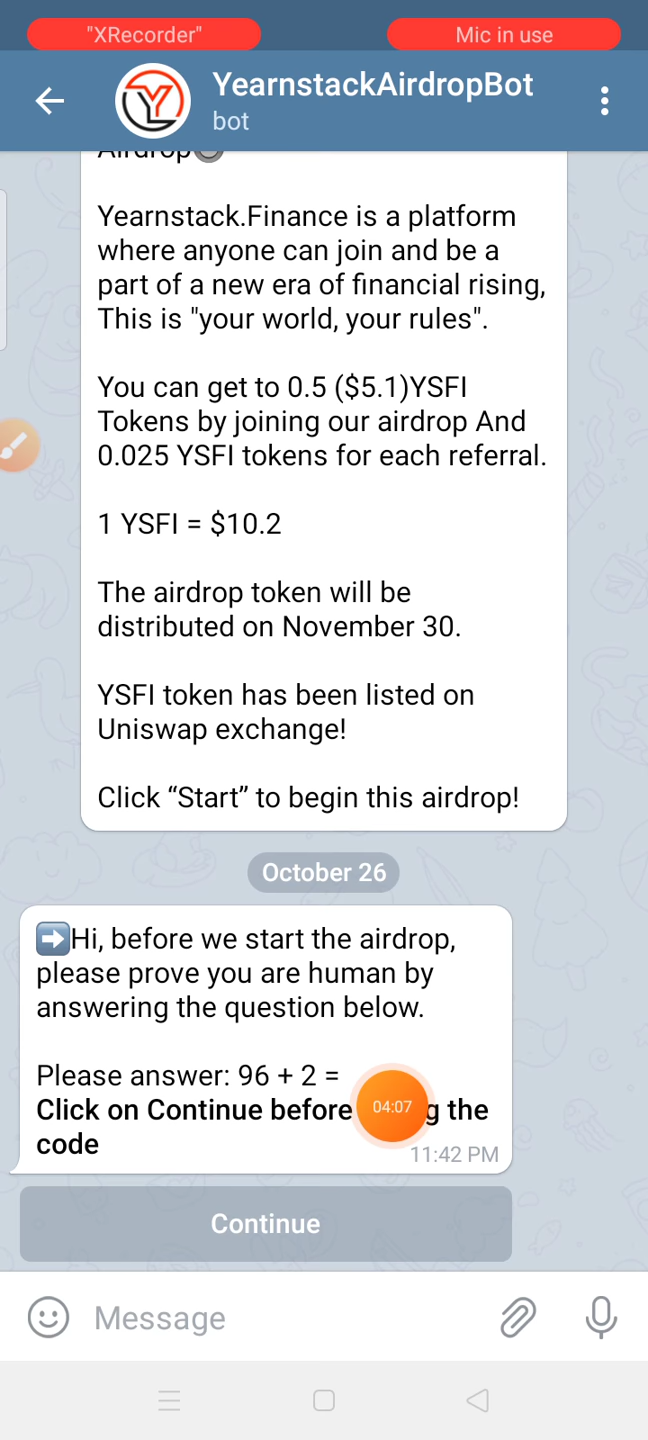 "XRecorder"
Mic in use
YearnstackAirdropBot
bot
Airdrop
Yearnstack.Finance is a platform
where anyone can join and be a
part of a new era of financial rising,
This is "your world, your rules".
You can get to 0.5 ($5.1)YSFI
Tokens by joining our airdrop And
0.025 YSFI tokens for each referral.
1 YSFI = $10.2
The airdrop token will be
distributed on November 30.
YSFI token has been listed on
Uniswap exchange!
Click “Start” to begin this airdrop!
October 26
➡️Hi, before we start the airdrop,
please prove you are human by
answering the question below.
Please answer: 96 + 2 =
Click on Continue before g the
04:07
code
11:42 PM
Continue
Message